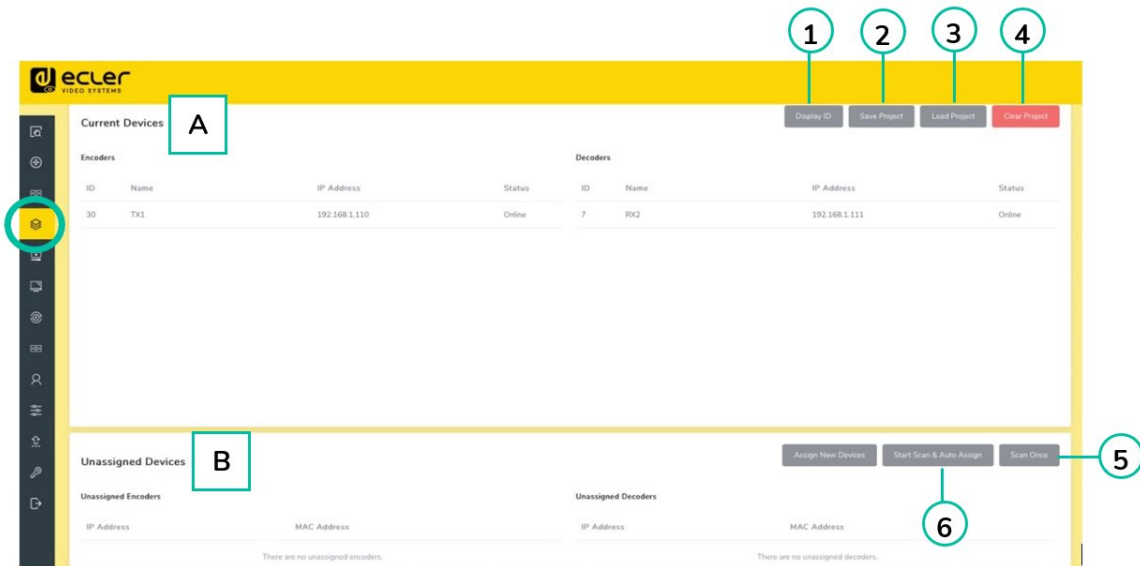 1 2 3 4
ecler
VIDEO SYSTEMS
Current Devices A Display ID Save Project Load Project Clear Project
Encoders Decoders
ID Name IP Address Status ID Name IP Address Status
30 TX1 192.168.1.110 Online 7 RX2 192.168.1.111 Online
Unassigned Devices B Assign New Devices Start Scan & Auto Assign Scan Once 5
Unassigned Encoders Unassigned Decoders
IP Address MAC Address IP Address MAC Address
6
There are no unassigned encoders. There are no unassigned decoders.